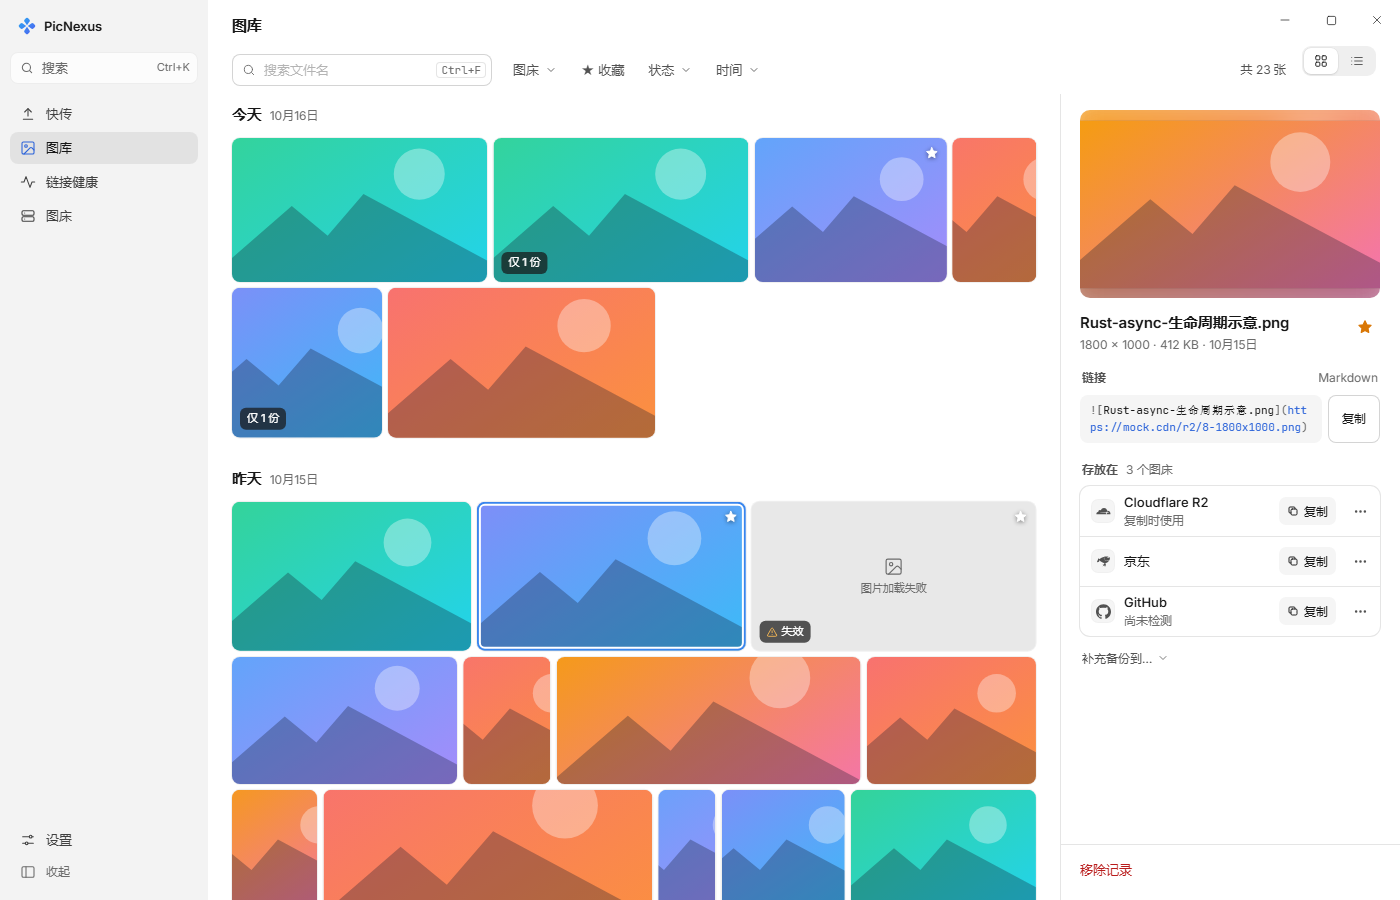 PicNexus
搜索 Ctrl+K
快传
图库
链接健康
图床
设置
收起
图库
搜索文件名 Ctrl+F
图床
★ 收藏
状态
时间
共 23 张
今天 10月16日
仅 1 份
仅 1 份
昨天 10月15日
图片加载失败
失效
Rust-async-生命周期示意.png
1800 × 1000 · 412 KB · 10月15日
链接 Markdown
![Rust-async-生命周期示意.png](htt
ps://mock.cdn/r2/8-1800x1000.png)
复制
存放在 3 个图床
Cloudflare R2
复制时使用
复制
京东
复制
GitHub
尚未检测
复制
补充备份到...
移除记录